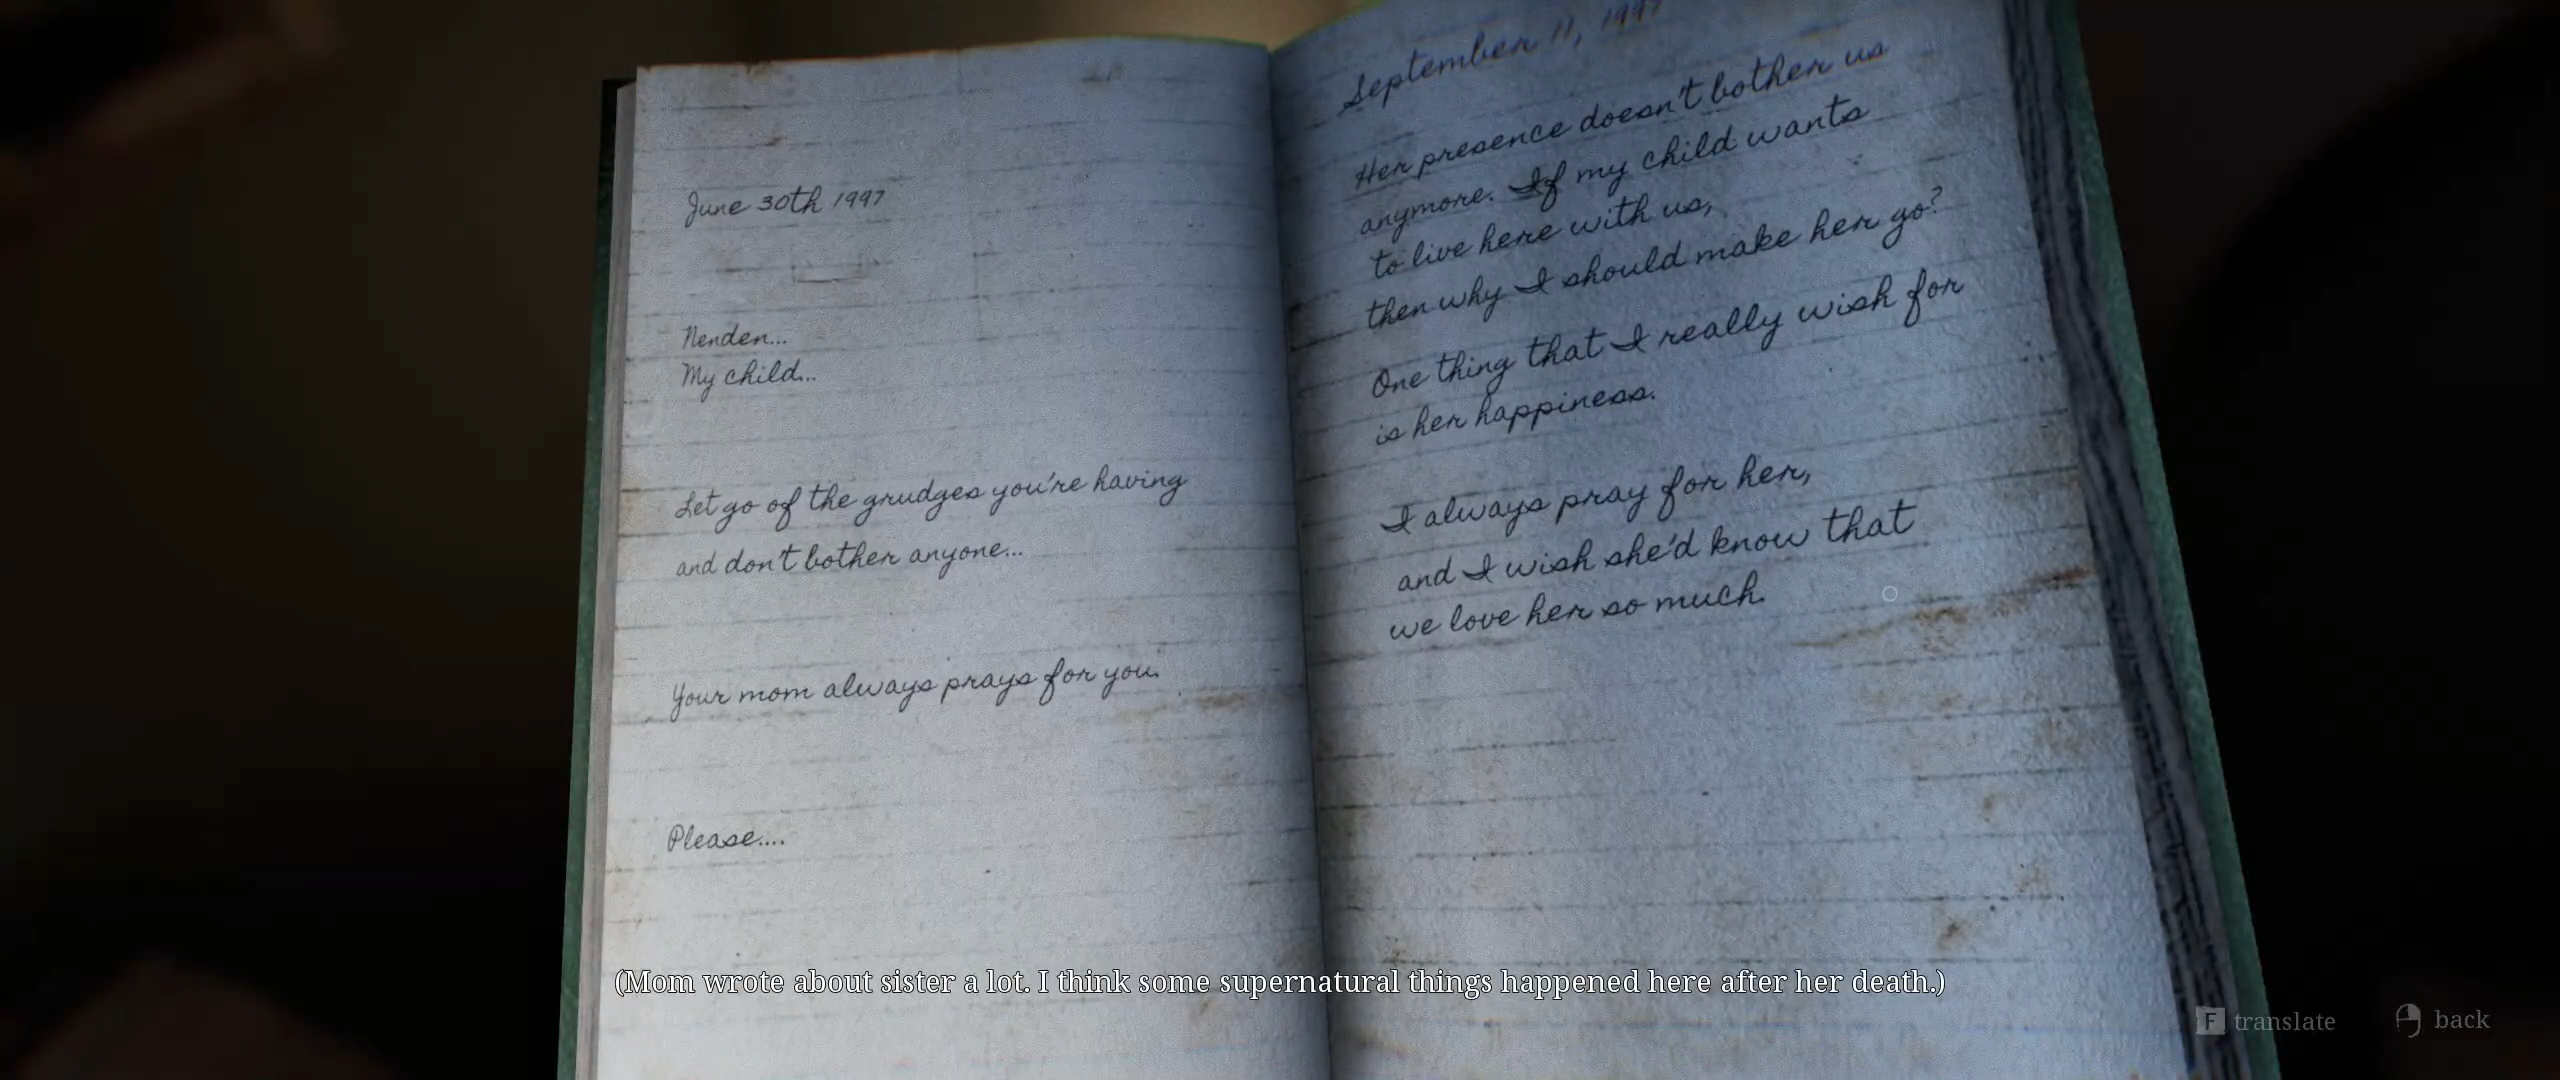 June 30th 1997
Nenden...
My child...
Let go of the grudges you're having
and don't bother anyone...
Your mom always prays for you.
Please....
September 11, 1997
Her presence doesn't bother us
anymore. If my child wants
to live here with us,
then why I should make her go?
One thing that I really wish for
is her happiness.
I always pray for her,
and I wish she'd know that
we love her so much.
(Mom wrote about sister a lot. I think some supernatural things happened here after her death.)
F translate
back